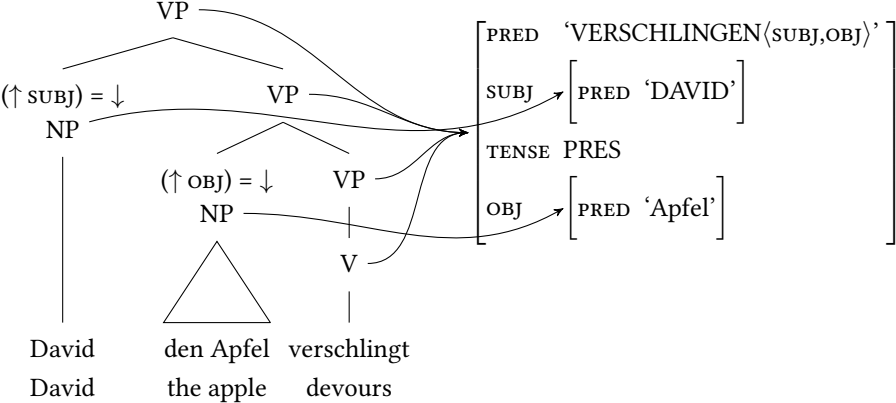 VP
PRED ‘VERSCHLINGEN⟨SUBJ,OBJ⟩’
(↑ SUBJ) = ↓
VP
SUBJ [PRED ‘DAVID’]
NP
TENSE PRES
(↑ OBJ) = ↓
VP
NP
OBJ [PRED ‘Apfel’]
V
David den Apfel verschlingt
David the apple devours